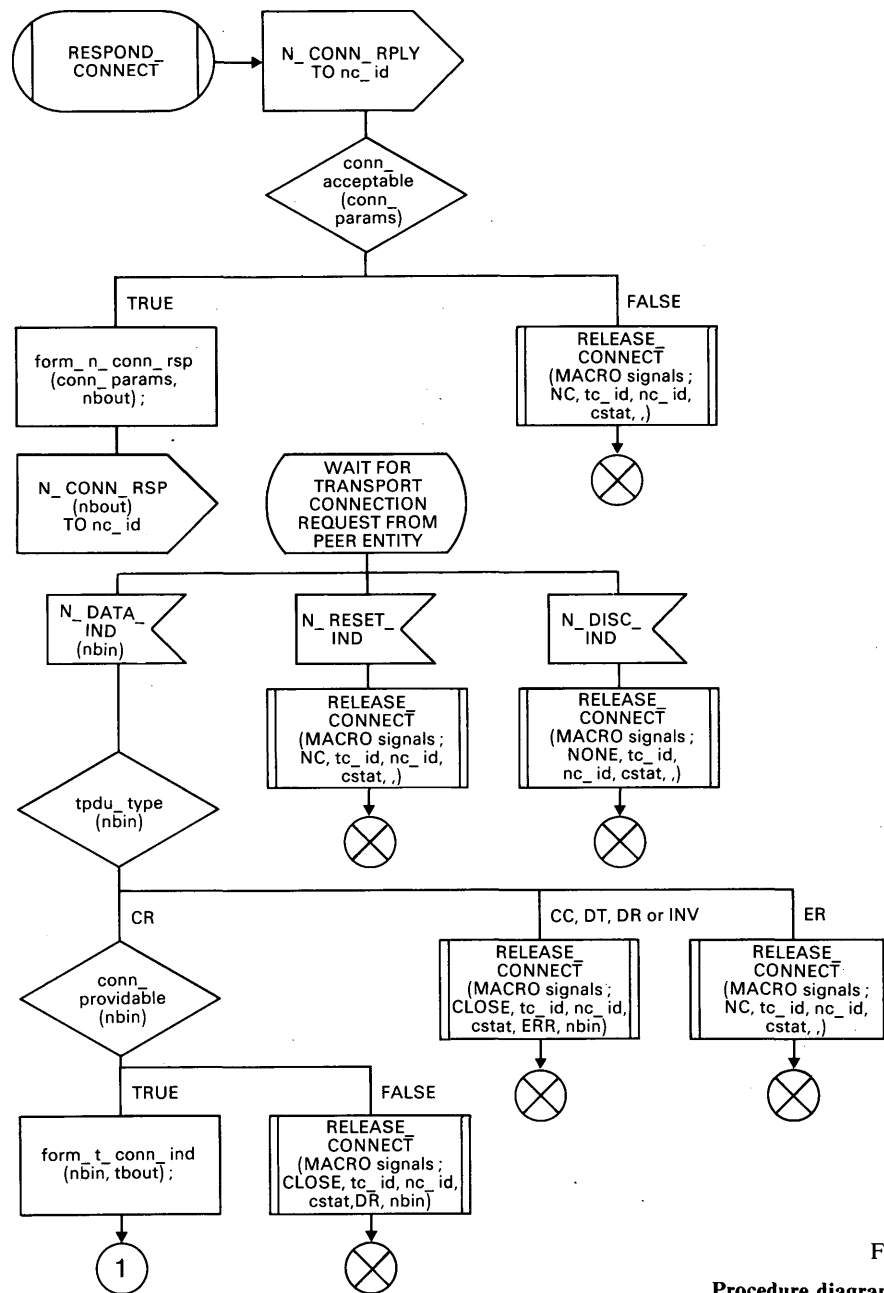 RESPOND_
CONNECT
N_ CONN_ RPLY
TO nc_ id
conn_
acceptable
(conn_
params)
TRUE
FALSE
form_ n_ conn_ rsp
(conn_ params,
nbout) ;
RELEASE_
CONNECT
(MACRO signals ;
NC, tc_ id, nc_ id,
cstat, ,)
N_ CONN_ RSP
(nbout)
TO nc_ id
WAIT FOR
TRANSPORT
CONNECTION
REQUEST FROM
PEER ENTITY
N_ DATA_
IND
(nbin)
N_ RESET_
IND
N_ DISC_
IND
RELEASE_
CONNECT
(MACRO signals ;
NC, tc_ id, nc_ id,
cstat, ,)
RELEASE_
CONNECT
(MACRO signals ;
NONE, tc_ id,
nc_ id, cstat, ,)
tpdu_ type
(nbin)
CR
CC, DT, DR or INV
ER
conn_
providable
(nbin)
RELEASE_
CONNECT
(MACRO signals ;
CLOSE, tc_ id, nc_ id,
cstat, ERR, nbin)
RELEASE_
CONNECT
(MACRO signals ;
NC, tc_ id, nc_ id,
cstat, ,)
TRUE
FALSE
form_ t_ conn_ ind
(nbin, tbout) ;
RELEASE_
CONNECT
(MACRO signals ;
CLOSE, tc_ id, nc_ id,
cstat,DR, nbin)
1
F
Procedure diagram